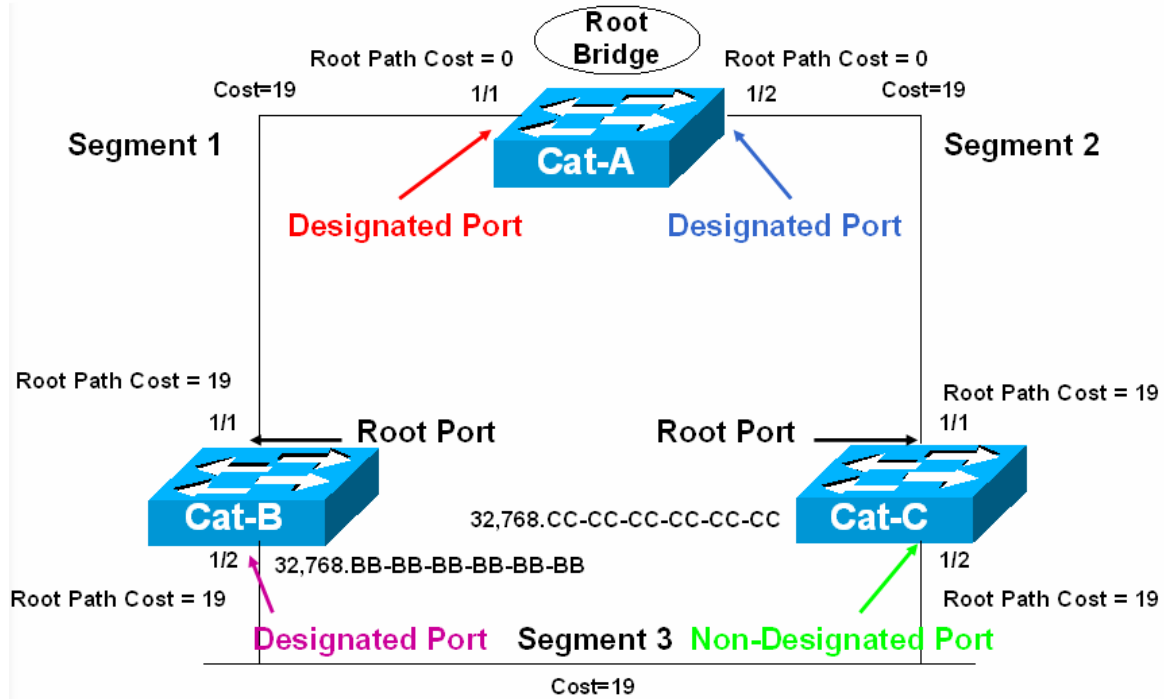 Root
Bridge
Root Path Cost = 0
Root Path Cost = 0
Cost=19
1/1
1/2
Cost=19
Segment 1
Cat-A
Segment 2
Designated Port
Designated Port
Root Path Cost = 19
Root Path Cost = 19
1/1
Root Port
Root Port
1/1
Cat-B
32,768.CC-CC-CC-CC-CC-CC
Cat-C
1/2
32,768.BB-BB-BB-BB-BB-BB
1/2
Root Path Cost = 19
Root Path Cost = 19
Designated Port
Segment 3
Non-Designated Port
Cost=19